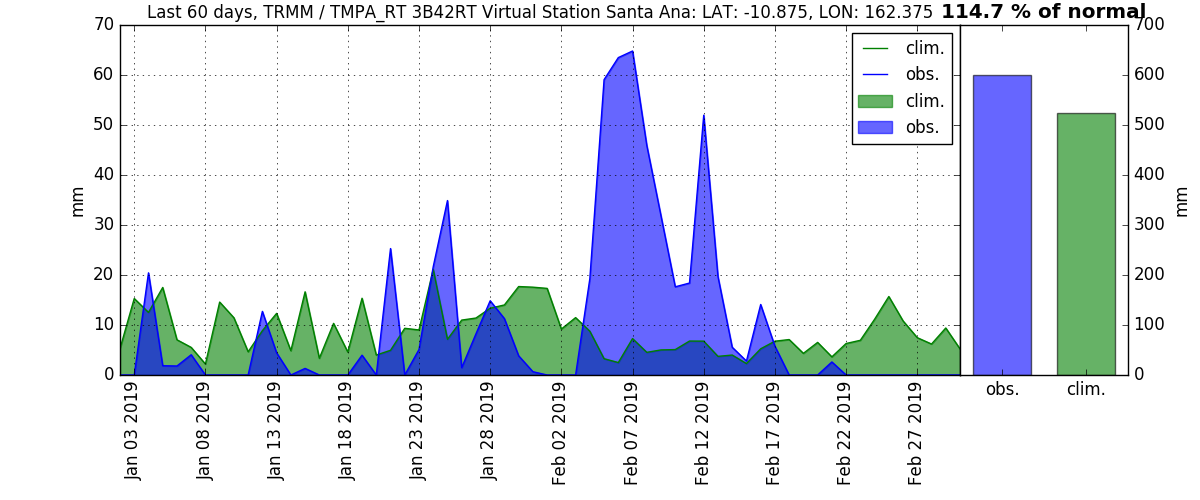 Last 60 days, TRMM / TMPA_RT 3B42RT Virtual Station Santa Ana: LAT: -10.875, LON: 162.375 114.7 % of normal
70
60
50
40
30
20
10
0
mm
clim.
obs.
clim.
obs.
Jan 03 2019
Jan 08 2019
Jan 13 2019
Jan 18 2019
Jan 23 2019
Jan 28 2019
Feb 02 2019
Feb 07 2019
Feb 12 2019
Feb 17 2019
Feb 22 2019
Feb 27 2019
700
600
500
400
300
200
100
0
mm
obs.
clim.